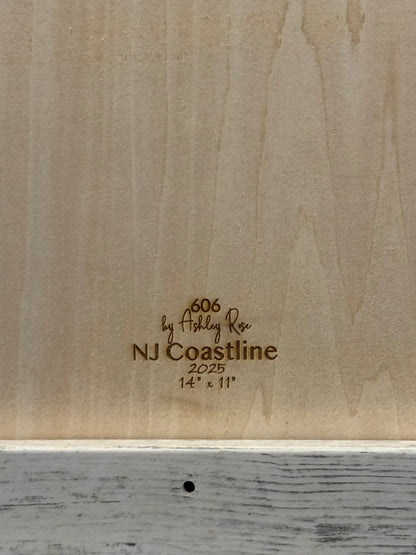 606
by Ashley Rose
NJ Coastline
2025
14" x 11"